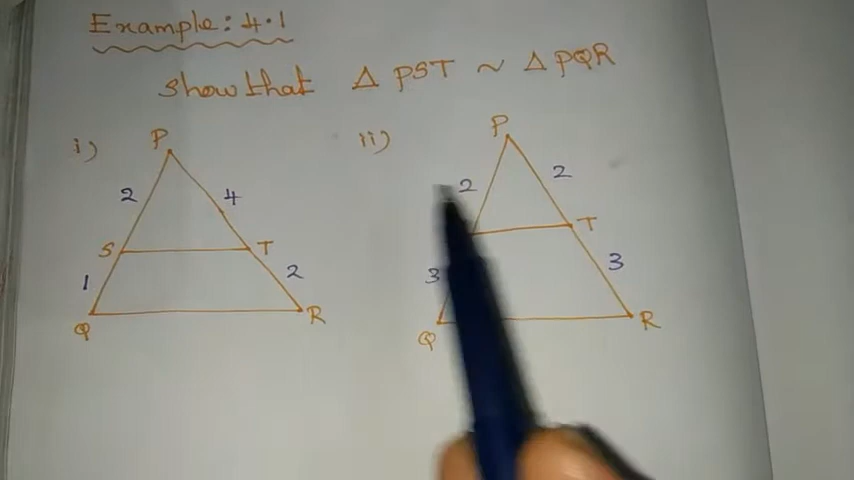 Example: 4.1
Show that Δ PST ~ Δ PQR
i)
ii)
P
P
2
4
2
2
S
T
T
1
2
3
3
Q
R
Q
R